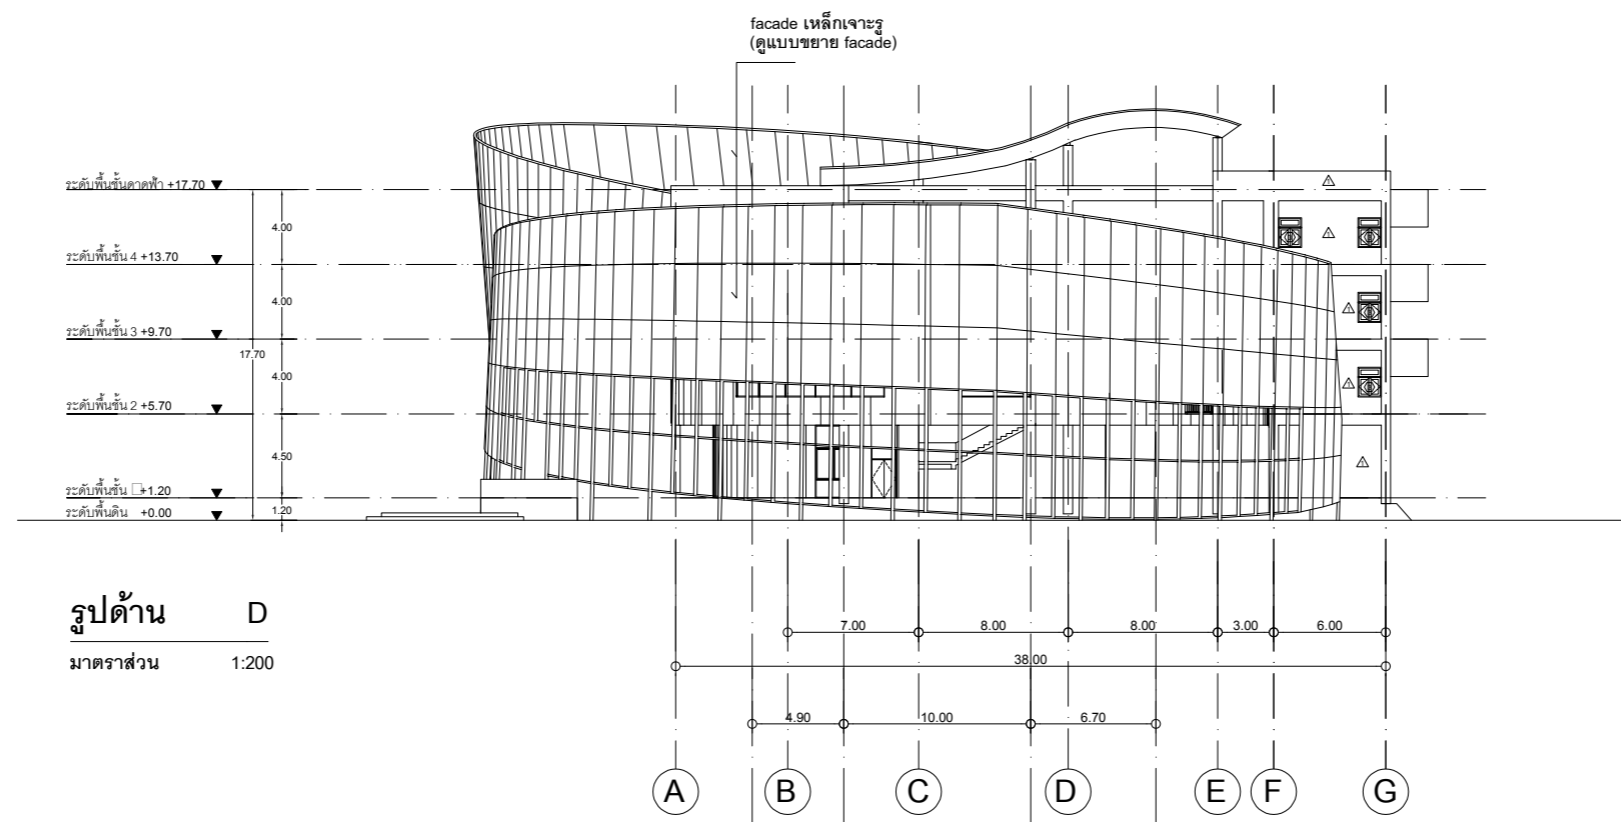 facade เหล็กเจาะรู
(ดูแบบขยาย facade)
ระดับพื้นชั้นดาดฟ้า +17.70
4.00
ระดับพื้นชั้น 4 +13.70
4.00
ระดับพื้นชั้น 3 +9.70
17.70
4.00
ระดับพื้นชั้น 2 +5.70
4.50
ระดับพื้นชั้น □+1.20
ระดับพื้นดิน +0.00
1.20
รูปด้าน D
มาตราส่วน 1:200
7.00 8.00 8.00 3.00 6.00
38.00
4.90 10.00 6.70
A B C D E F G